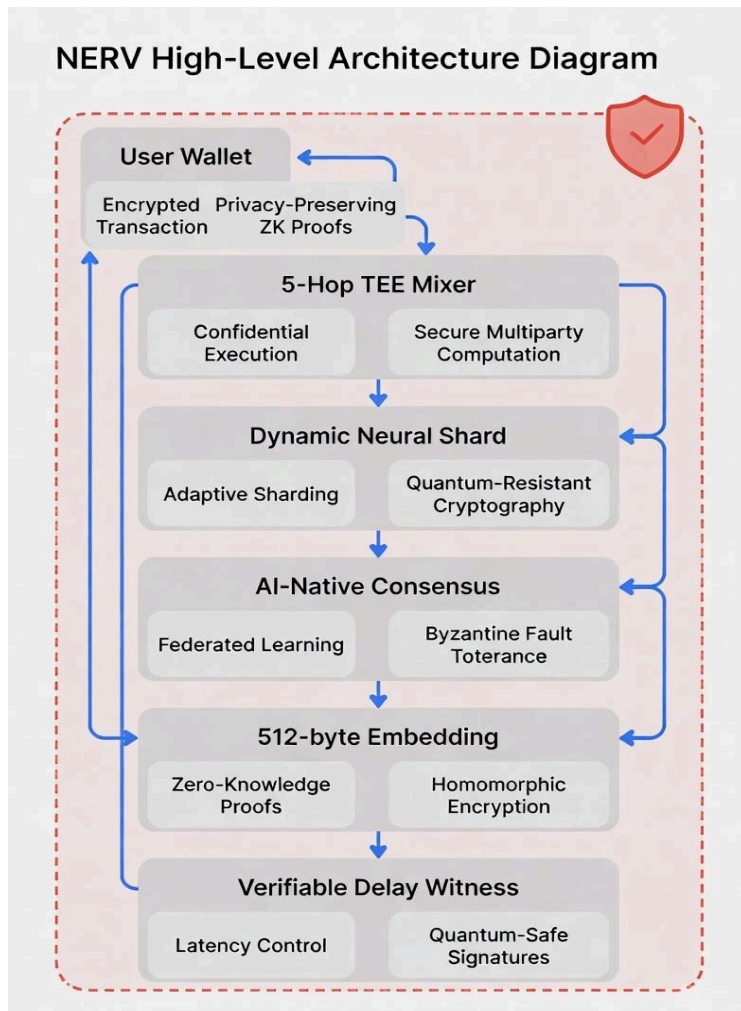 NERV High-Level Architecture Diagram
User Wallet
Encrypted
Transaction
Privacy-Preserving
ZK Proofs
5-Hop TEE Mixer
Confidential
Execution
Secure Multiparty
Computation
Dynamic Neural Shard
Adaptive Sharding
Quantum-Resistant
Cryptography
AI-Native Consensus
Federated Learning
Byzantine Fault
Toterance
512-byte Embedding
Zero-Knowledge
Proofs
Homomorphic
Encryption
Verifiable Delay Witness
Latency Control
Quantum-Safe
Signatures